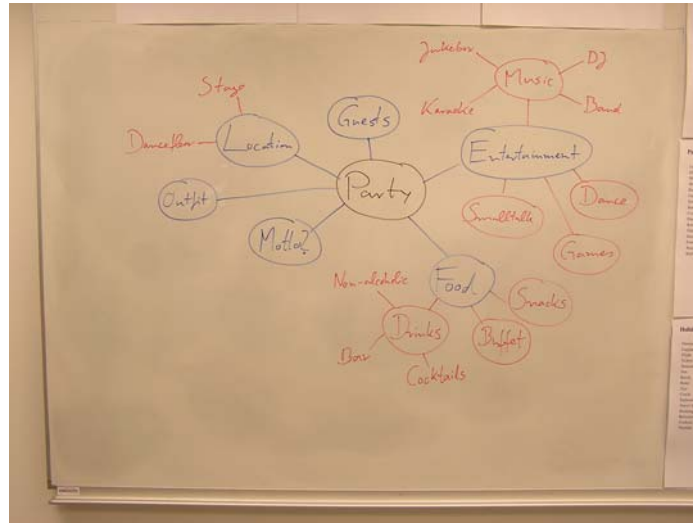 Jukebox
DJ
Music
Stage
Karaoke
Band
Guests
Dancefloor
Location
Entertainment
Party
Outfit
Dance
Smalltalk
Motto?
Games
Non-alcoholic
Food
Snacks
Drinks
Buffet
Bar
Cocktails